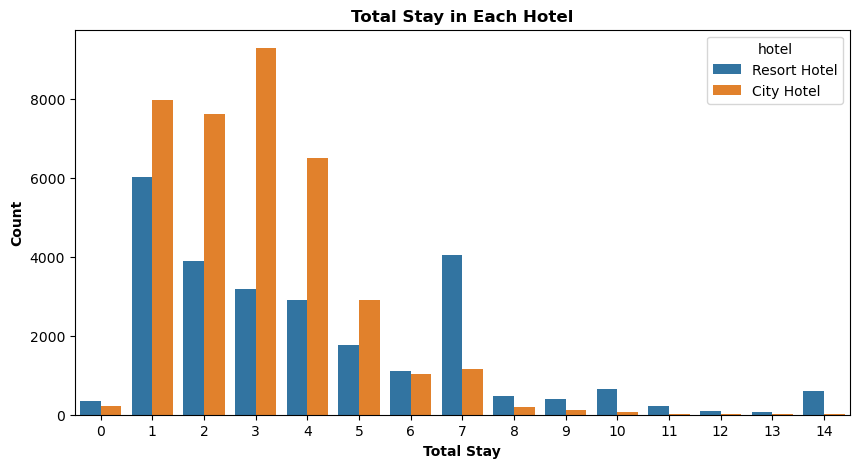 Total Stay in Each Hotel
hotel
Resort Hotel
City Hotel
8000
6000
4000
2000
0
Count
0 1 2 3 4 5 6 7 8 9 10 11 12 13 14
Total Stay